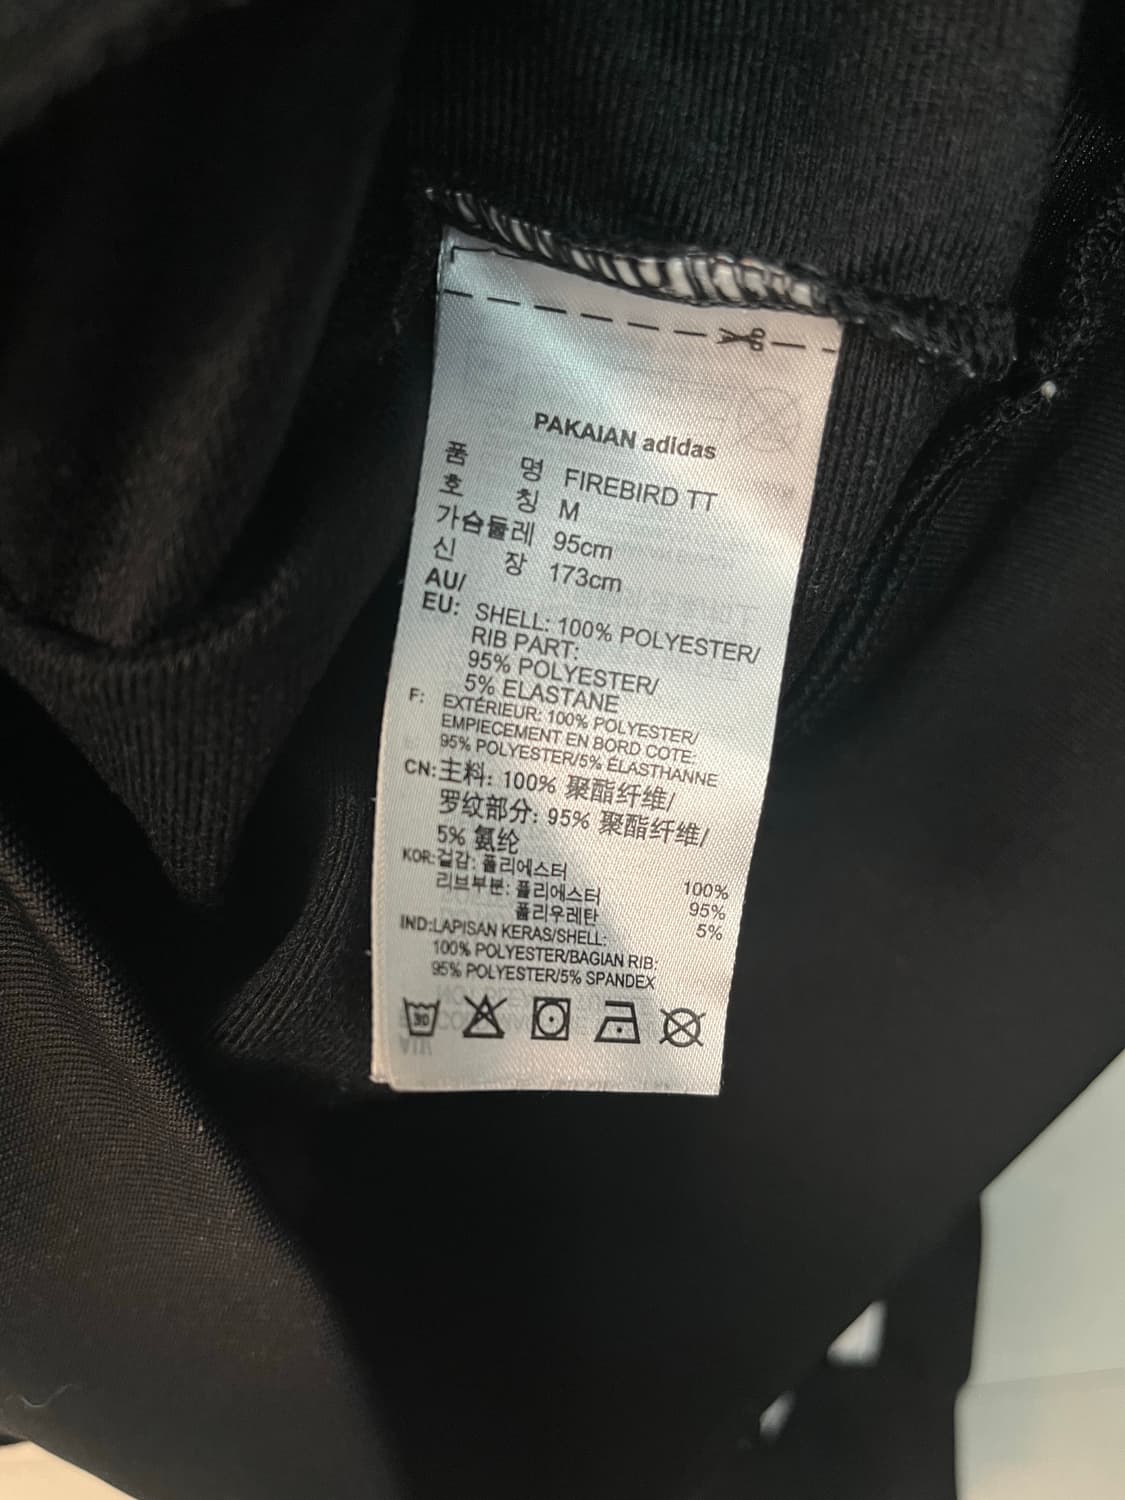 PAKAIAN adidas
품 명 FIREBIRD TT
호 칭 M
가슴둘레 95cm
신 장 173cm
AU/
EU: SHELL: 100% POLYESTER/
RIB PART:
95% POLYESTER/
5% ELASTANE
F: EXTÉRIEUR: 100% POLYESTER/
EMPIECEMENT EN BORD COTE:
95% POLYESTER/5% ÉLASTHANNE
CN: 主料: 100% 聚酯纤维/
罗纹部分: 95% 聚酯纤维/
5% 氨纶
KOR: 겉감: 폴리에스터 100%
리브부분: 폴리에스터 95%
폴리우레탄 5%
IND: LAPISAN KERAS/SHELL:
100% POLYESTER/BAGIAN RIB:
95% POLYESTER/5% SPANDEX
30